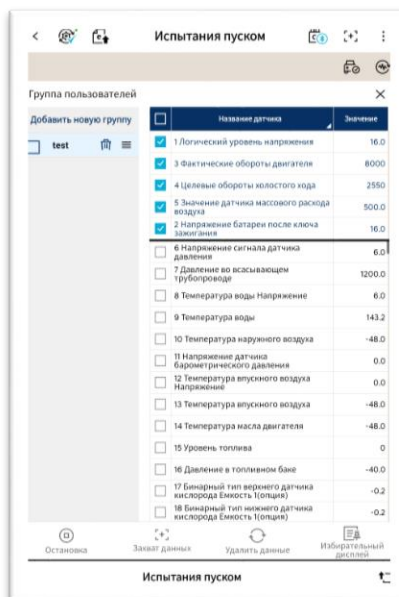 Испытания пуском
Группа пользователей
Добавить новую группу
test
Название датчика Значение
1 Логический уровень напряжения 16.0
3 Фактические обороты двигателя 8000
4 Целевые обороты холостого хода 2550
5 Значение датчика массового расхода
воздуха 500.0
2 Напряжение батареи после ключа
зажигания 16.0
6 Напряжение сигнала датчика
давления 6.0
7 Давление во всасывающем
трубопроводе 1200.0
8 Температура воды Напряжение 6.0
9 Температура воды 143.2
10 Температура наружного воздуха -48.0
11 Напряжение датчика
барометрического давления 0.0
12 Температура впускного воздуха
Напряжение 0.0
13 Температура впускного воздуха -48.0
14 Температура масла двигателя -48.0
15 Уровень топлива 0
16 Давление в топливном баке -40.0
17 Бинарный тип верхнего датчика
кислорода Емкость 1(опция) -0.2
18 Бинарный тип нижнего датчика
кислорода Емкость 1(опция) -0.2
Остановка
Захват данных
Удалить данные
Избирательный
дисплей
Испытания пуском